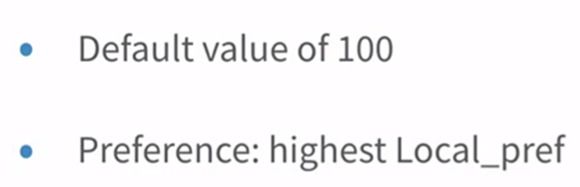 • Default value of 100
• Preference: highest Local_pref